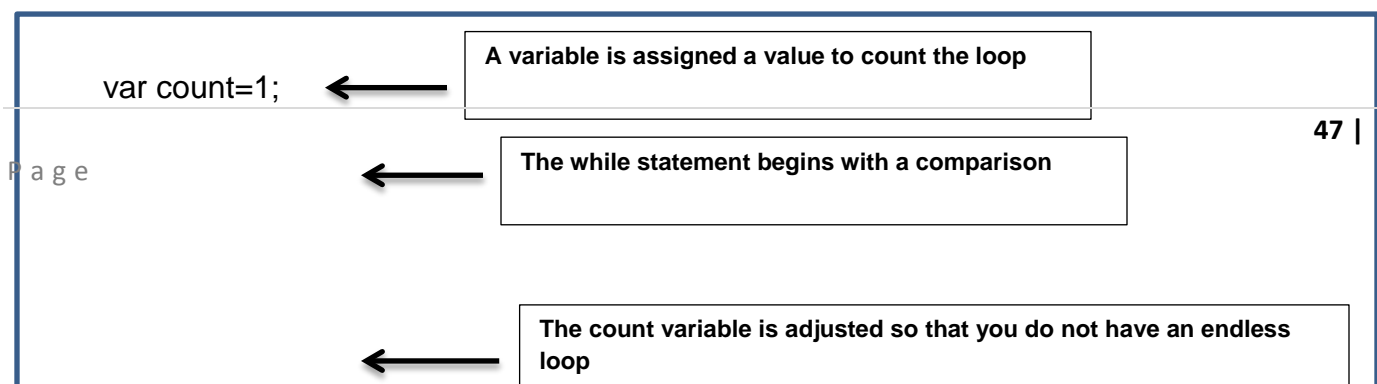 A variable is assigned a value to count the loop
var count=1;
47 |
The while statement begins with a comparison
P a g e
The count variable is adjusted so that you do not have an endless
loop